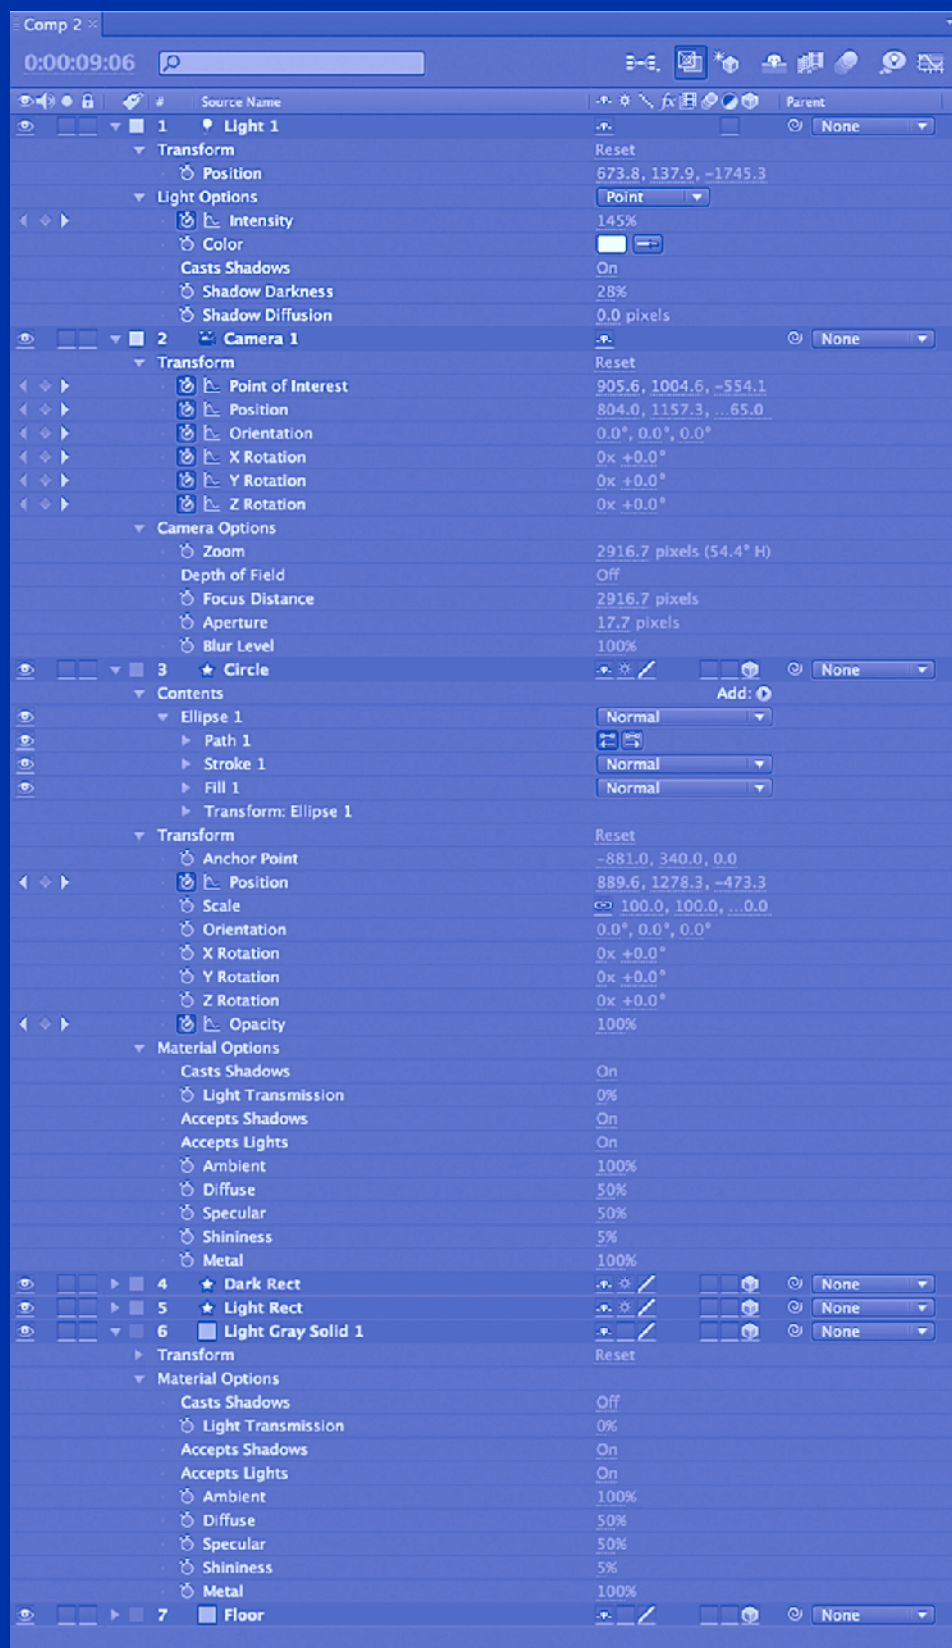 Comp 2 ×
0:00:09:06
# Source Name fx Parent
1 Light 1 None
Transform Reset
Position 673.8, 137.9, -1745.3
Light Options Point
Intensity 145%
Color
Casts Shadows On
Shadow Darkness 28%
Shadow Diffusion 0.0 pixels
2 Camera 1 None
Transform Reset
Point of Interest 905.6, 1004.6, -554.1
Position 804.0, 1157.3, ...65.0
Orientation 0.0°, 0.0°, 0.0°
X Rotation 0x +0.0°
Y Rotation 0x +0.0°
Z Rotation 0x +0.0°
Camera Options
Zoom 2916.7 pixels (54.4° H)
Depth of Field Off
Focus Distance 2916.7 pixels
Aperture 17.7 pixels
Blur Level 100%
3 Circle None
Contents Add:
Ellipse 1 Normal
Path 1
Stroke 1 Normal
Fill 1 Normal
Transform: Ellipse 1
Transform Reset
Anchor Point -881.0, 340.0, 0.0
Position 889.6, 1278.3, -473.3
Scale 100.0, 100.0, ...0.0
Orientation 0.0°, 0.0°, 0.0°
X Rotation 0x +0.0°
Y Rotation 0x +0.0°
Z Rotation 0x +0.0°
Opacity 100%
Material Options
Casts Shadows On
Light Transmission 0%
Accepts Shadows On
Accepts Lights On
Ambient 100%
Diffuse 50%
Specular 50%
Shininess 5%
Metal 100%
4 Dark Rect None
5 Light Rect None
6 Light Gray Solid 1 None
Transform Reset
Material Options
Casts Shadows Off
Light Transmission 0%
Accepts Shadows On
Accepts Lights On
Ambient 100%
Diffuse 50%
Specular 50%
Shininess 5%
Metal 100%
7 Floor None